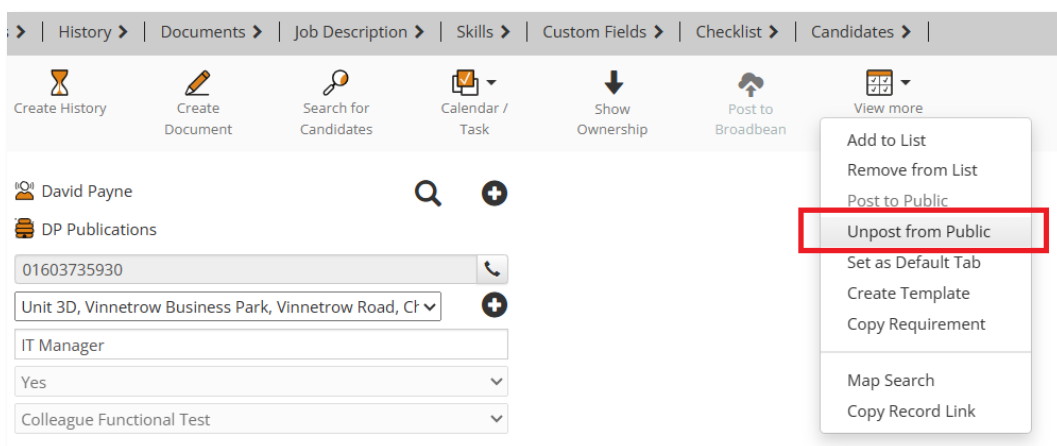 s > | History > | Documents > | Job Description > | Skills > | Custom Fields > | Checklist > | Candidates > |
Create History
Create Document
Search for Candidates
Calendar / Task
Show Ownership
Post to Broadbean
View more
Add to List
Remove from List
Post to Public
Unpost from Public
Set as Default Tab
Create Template
Copy Requirement
Map Search
Copy Record Link
David Payne
DP Publications
01603735930
Unit 3D, Vinnetrow Business Park, Vinnetrow Road, Ch
IT Manager
Yes
Colleague Functional Test